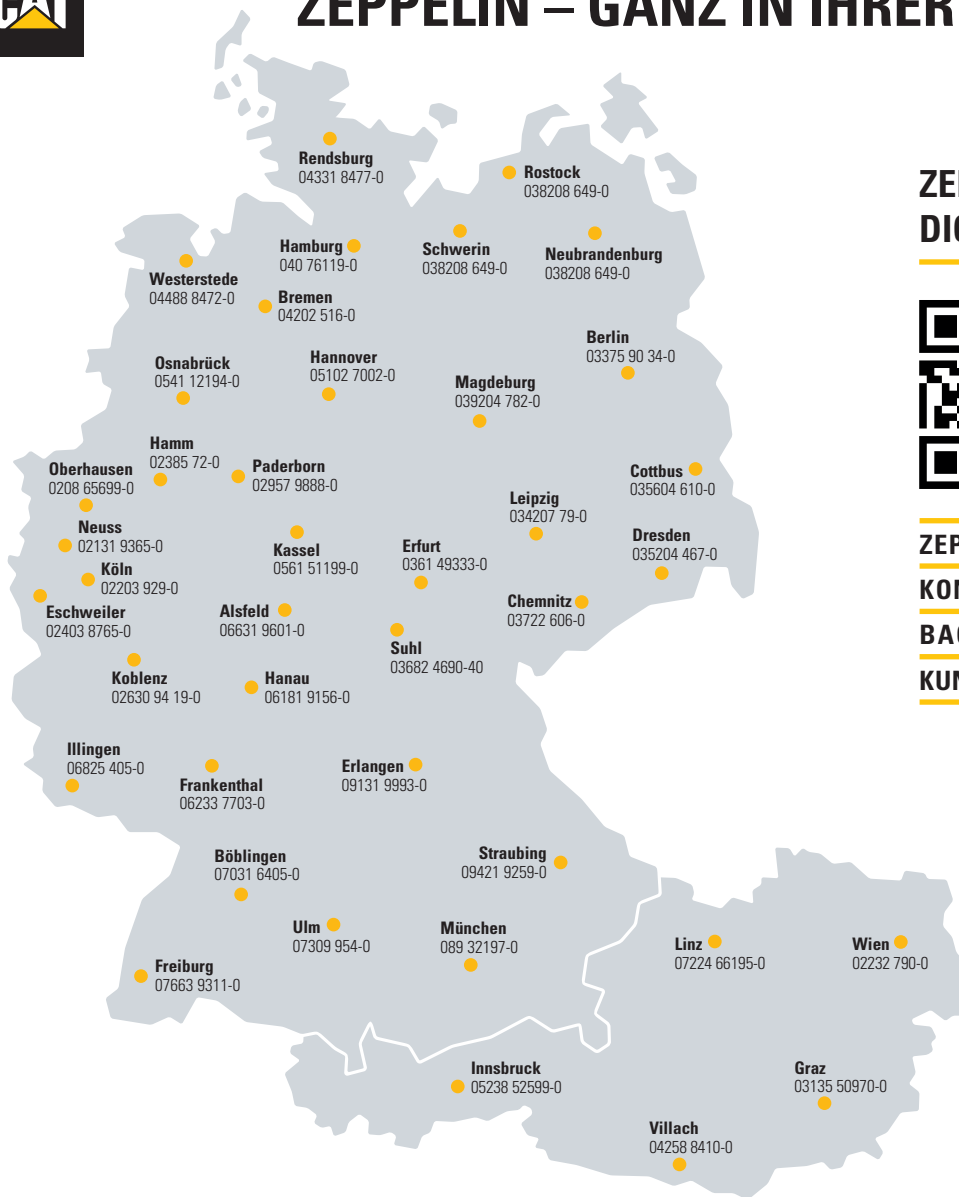 ZEPPELIN – GANZ IN IHRER
Rendsburg
04331 8477-0
Rostock
038208 649-0
Hamburg
040 76119-0
Schwerin
038208 649-0
Neubrandenburg
038208 649-0
Westerstede
04488 8472-0
Bremen
04202 516-0
Berlin
03375 90 34-0
Osnabrück
0541 12194-0
Hannover
05102 7002-0
Magdeburg
039204 782-0
Hamm
02385 72-0
Oberhausen
0208 65699-0
Paderborn
02957 9888-0
Cottbus
035604 610-0
Leipzig
034207 79-0
Neuss
02131 9365-0
Kassel
0561 51199-0
Erfurt
0361 49333-0
Dresden
035204 467-0
Köln
02203 929-0
Eschweiler
02403 8765-0
Alsfeld
06631 9601-0
Chemnitz
03722 606-0
Suhl
03682 4690-40
Koblenz
02630 94 19-0
Hanau
06181 9156-0
Illingen
06825 405-0
Frankenthal
06233 7703-0
Erlangen
09131 9993-0
Böblingen
07031 6405-0
Straubing
09421 9259-0
Ulm
07309 954-0
München
089 32197-0
Freiburg
07663 9311-0
Linz
07224 66195-0
Wien
02232 790-0
Innsbruck
05238 52599-0
Graz
03135 50970-0
Villach
04258 8410-0